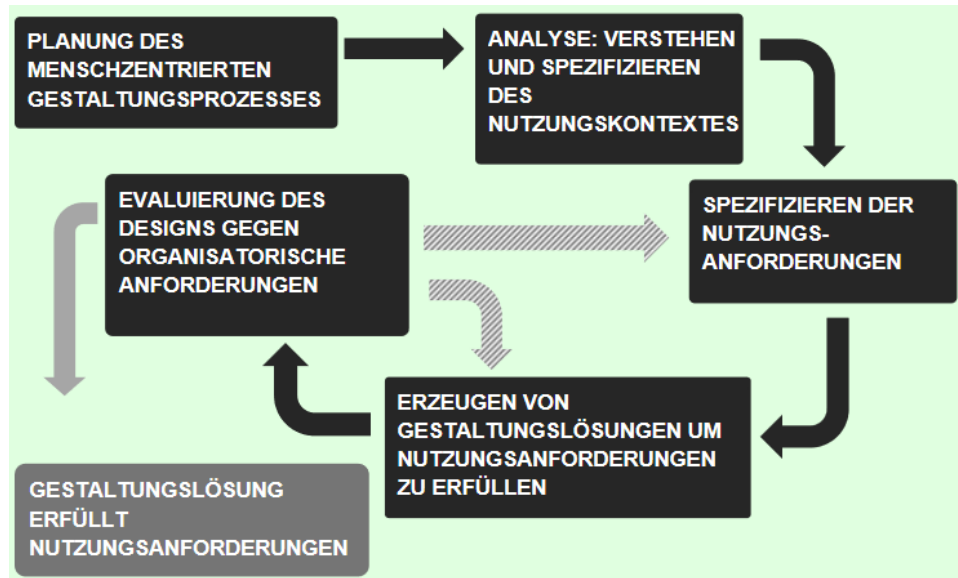 PLANUNG DES
MENSCHZENTRIERTEN
GESTALTUNGSPROZESSES
ANALYSE: VERSTEHEN
UND SPEZIFIZIEREN
DES
NUTZUNGSKONTEXTES
SPEZIFIZIEREN DER
NUTZUNGS-
ANFORDERUNGEN
ERZEUGEN VON
GESTALTUNGSLÖSUNGEN UM
NUTZUNGSANFORDERUNGEN
ZU ERFÜLLEN
EVALUIERUNG DES
DESIGNS GEGEN
ORGANISATORISCHE
ANFORDERUNGEN
GESTALTUNGSLÖSUNG
ERFÜLLT
NUTZUNGSANFORDERUNGEN